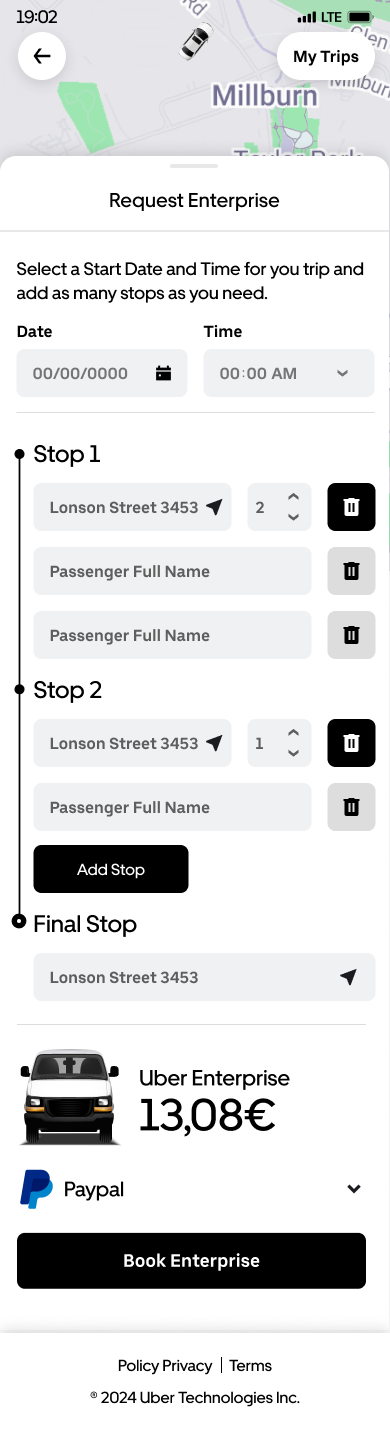 19:02
LTE
Rd
Glen
My Trips
Millburn
Millburn
Taylor Park
Request Enterprise
Select a Start Date and Time for you trip and
add as many stops as you need.
Date
Time
00/00/0000
00:00 AM
Stop 1
Lonson Street 3453
2
Passenger Full Name
Passenger Full Name
Stop 2
Lonson Street 3453
1
Passenger Full Name
Add Stop
Final Stop
Lonson Street 3453
Uber Enterprise
13,08€
Paypal
Book Enterprise
Policy Privacy | Terms
® 2024 Uber Technologies Inc.